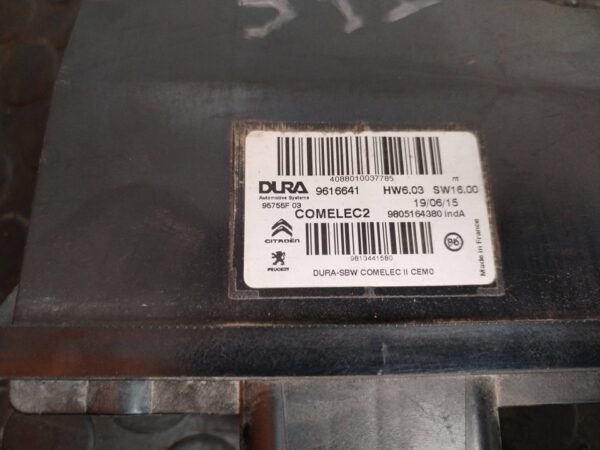 4088010037785
DURA 9616641 HW6.03 SW16.00
Automotive Systems 19/06/15
95755F 03
COMELEC2 9805164380 indA
CITROËN
9813441580
PEUGEOT
DURA-SBW COMELEC II CEM0
Made in France